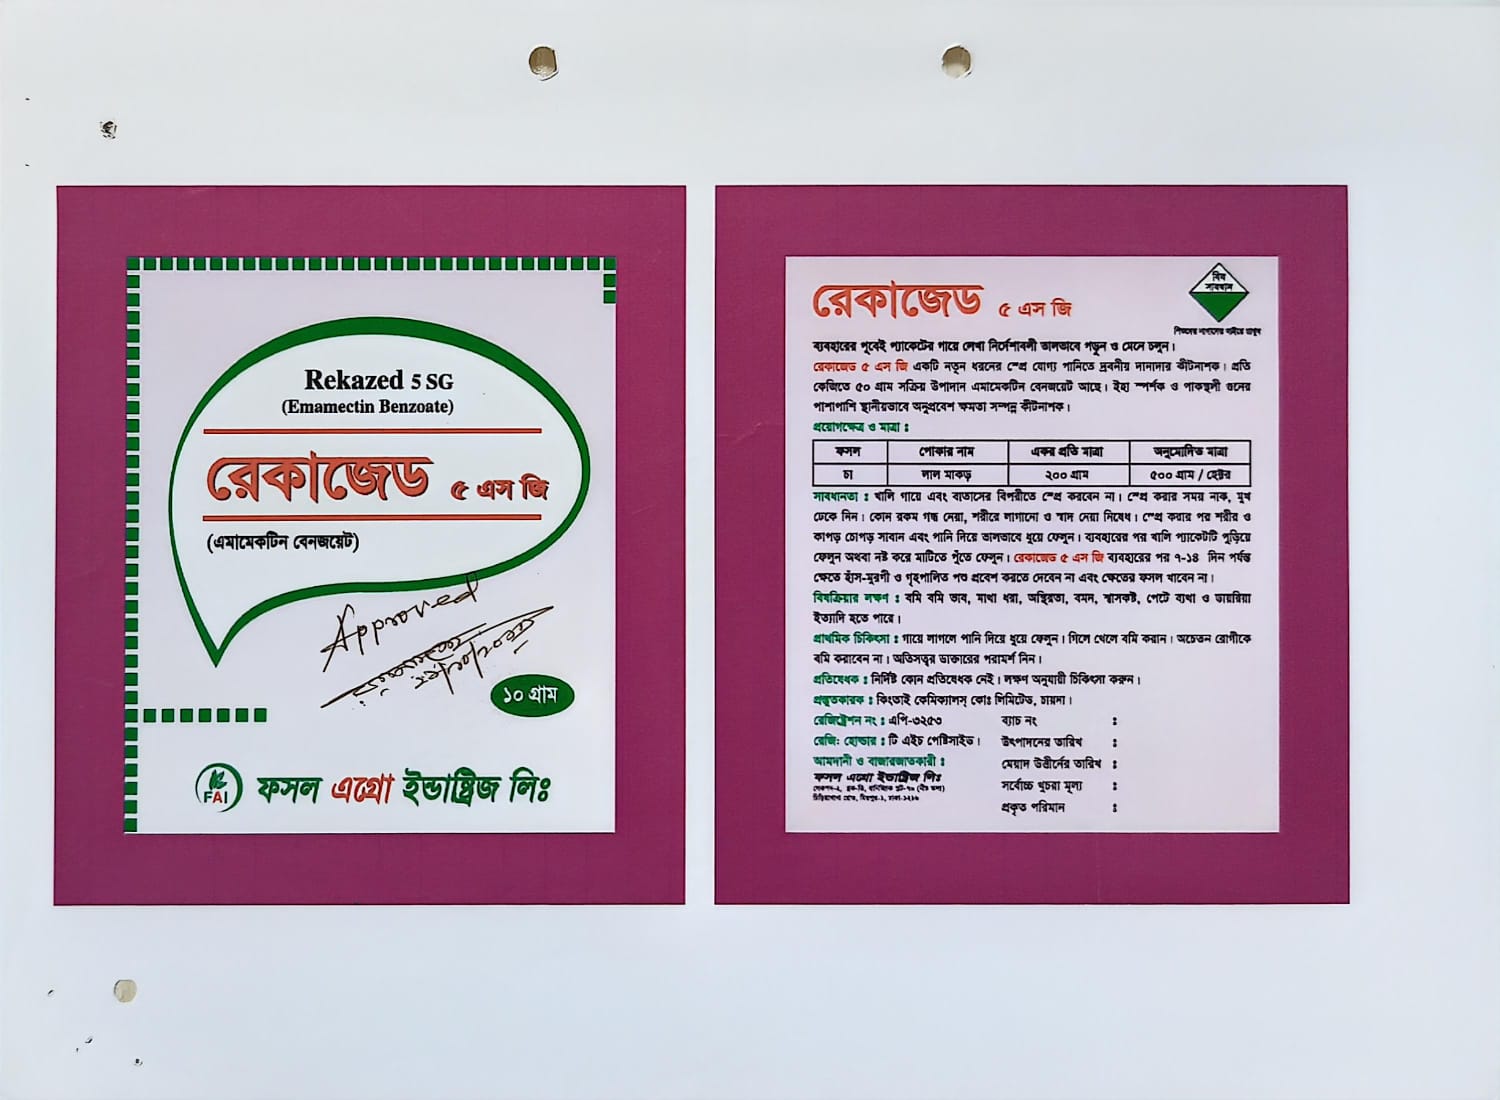 Rekazed 5 SG
(Emamectin Benzoate)
রেকাজেড ৫ এস জি
(এমামেকটিন বেনজয়েট)
Approved
১০ গ্রাম
FAI
ফসল এগ্রো ইন্ডাষ্ট্রিজ লিঃ
রেকাজেড ৫ এস জি
বিষ
সাবধান
শিশুদের নাগালের বাইরে রাখুন
ব্যবহারের পূর্বেই প্যাকেটের গায়ে লেখা নির্দেশাবলী ভালভাবে পড়ুন ও মেনে চলুন।
রেকাজেড ৫ এস জি একটি নতুন ধরনের স্প্রে যোগ্য পানিতে দ্রবনীয় দানাদার কীটনাশক। প্রতি
কেজিতে ৫০ গ্রাম সক্রিয় উপাদান এমামেকটিন বেনজয়েট আছে। ইহা স্পর্শক ও পাকস্থলী গুনের
পাশাপাশি স্থানীয়ভাবে অনুপ্রবেশ ক্ষমতা সম্পন্ন কীটনাশক।
প্রয়োগক্ষেত্র ও মাত্রা :
ফসল পোকার নাম একর প্রতি মাত্রা অনুমোদিত মাত্রা
চা লাল মাকড় ২০০ গ্রাম ৫০০ গ্রাম / হেক্টর
সাবধানতা : খালি গায়ে এবং বাতাসের বিপরীতে স্প্রে করবেন না। স্প্রে করার সময় নাক, মুখ
ঢেকে নিন। কোন রকম গন্ধ নেয়া, শরীরে লাগানো ও স্বাদ নেয়া নিষেধ। স্প্রে করার পর শরীর ও
কাপড় চোপড় সাবান এবং পানি দিয়ে ভালভাবে ধুয়ে ফেলুন। ব্যবহারের পর খালি প্যাকেটটি পুড়িয়ে
ফেলুন অথবা নষ্ট করে মাটিতে পুঁতে ফেলুন। রেকাজেড ৫ এস জি ব্যবহারের পর ৭-১৪ দিন পর্যন্ত
ক্ষেতে হাঁস-মুরগী ও গৃহপালিত পশু প্রবেশ করতে দেবেন না এবং ক্ষেতের ফসল খাবেন না।
বিষক্রিয়ার লক্ষণ : বমি বমি ভাব, মাথা ধরা, অস্থিরতা, বমন, শ্বাসকষ্ট, পেটে ব্যথা ও ডায়রিয়া
ইত্যাদি হতে পারে।
প্রাথমিক চিকিৎসা : গায়ে লাগলে পানি দিয়ে ধুয়ে ফেলুন। গিলে খেলে বমি করান। অচেতন রোগীকে
বমি করাবেন না। অতিসত্বর ডাক্তারের পরামর্শ নিন।
প্রতিষেধক : নির্দিষ্ট কোন প্রতিষেধক নেই। লক্ষণ অনুযায়ী চিকিৎসা করুন।
প্রস্তুতকারক : কিংতাই কেমিক্যালস্ কোঃ লিমিটেড, চায়না।
রেজিষ্ট্রেশন নং : এপি-৩২৫৩
রেজি: হোল্ডার : টি এইচ পেষ্টিসাইড।
আমদানী ও বাজারজাতকারী :
ফসল এগ্রো ইন্ডাষ্ট্রিজ লিঃ
ব্যাচ নং :
উৎপাদনের তারিখ :
মেয়াদ উত্তীর্নের তারিখ :
সর্বোচ্চ খুচরা মূল্য :
প্রকৃত পরিমান :